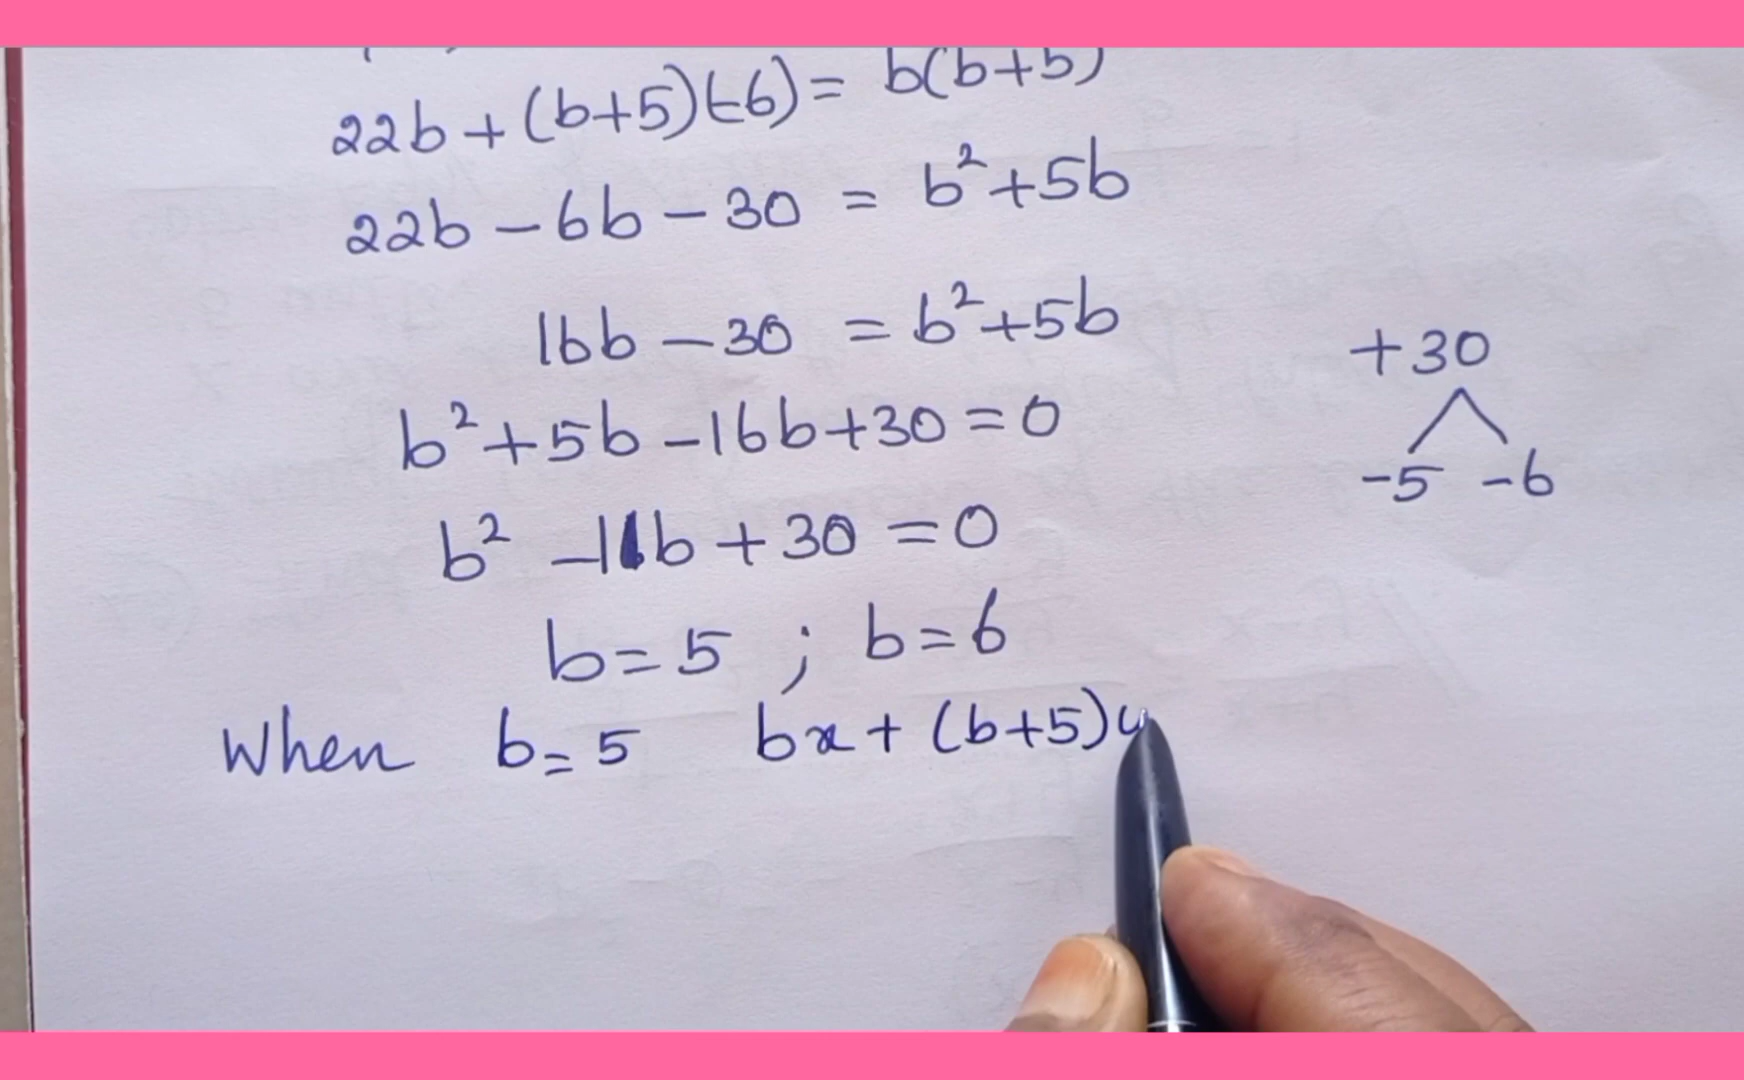 22b + (b+5)(-6) = b(b+5)
22b - 6b - 30 = b² + 5b
16b - 30 = b² + 5b
b² + 5b - 16b + 30 = 0
b² - 11b + 30 = 0
b = 5 ; b = 6
When b = 5 bx + (b+5)y
+30
-5 -6